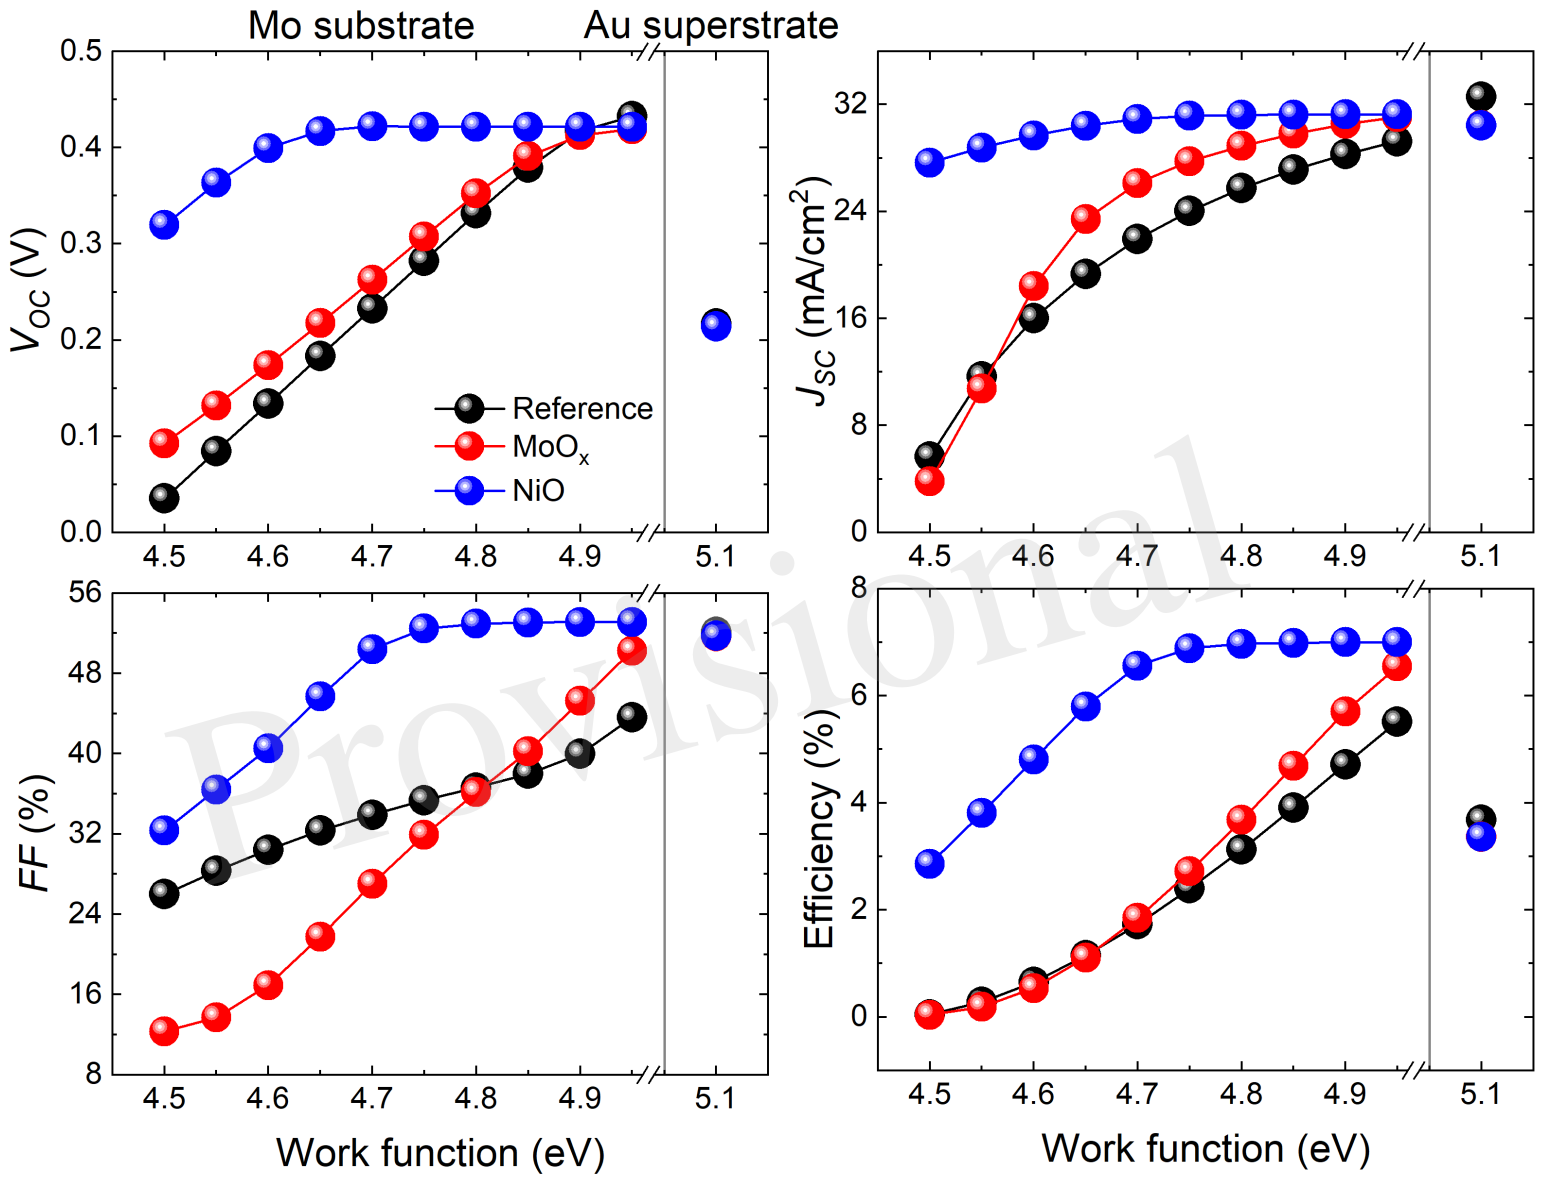 Mo substrate Au superstrate
0.5
0.4
0.3
0.2
0.1
0.0
V_OC (V)
4.5 4.6 4.7 4.8 4.9 5.1
Reference
MoOx
NiO
32
24
16
8
0
J_SC (mA/cm²)
4.5 4.6 4.7 4.8 4.9 5.1
56
48
40
32
24
16
8
FF (%)
4.5 4.6 4.7 4.8 4.9 5.1
Work function (eV)
8
6
4
2
0
Efficiency (%)
4.5 4.6 4.7 4.8 4.9 5.1
Work function (eV)
Provisional